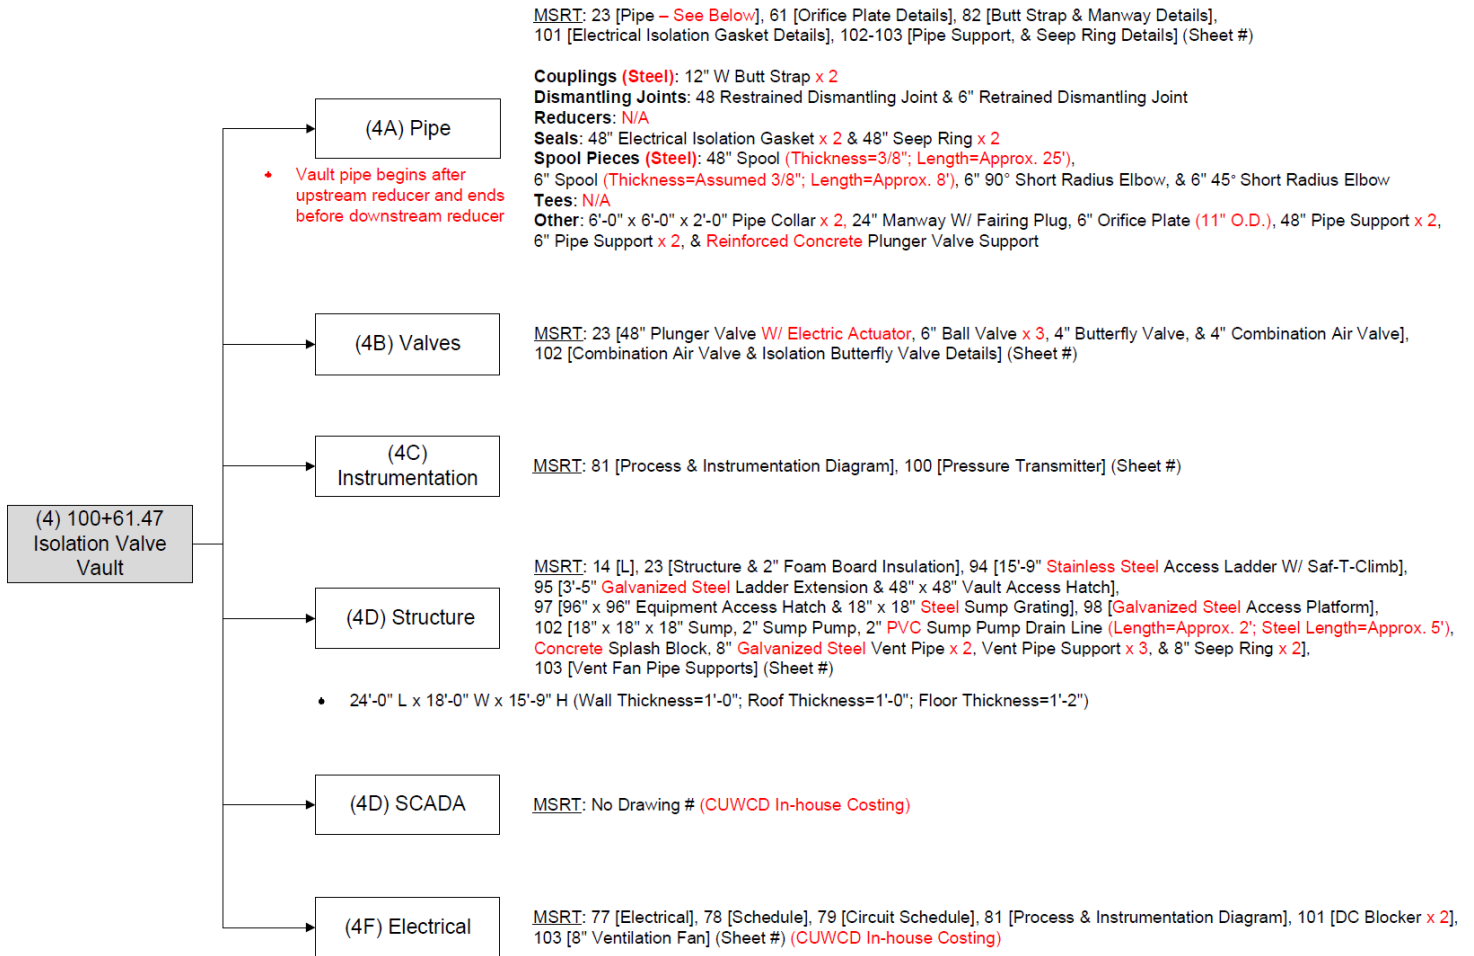 MSRT: 23 [Pipe – See Below], 61 [Orifice Plate Details], 82 [Butt Strap & Manway Details],
101 [Electrical Isolation Gasket Details], 102-103 [Pipe Support, & Seep Ring Details] (Sheet #)
Couplings (Steel): 12" W Butt Strap x 2
Dismantling Joints: 48 Restrained Dismantling Joint & 6" Retrained Dismantling Joint
Reducers: N/A
Seals: 48" Electrical Isolation Gasket x 2 & 48" Seep Ring x 2
Spool Pieces (Steel): 48" Spool (Thickness=3/8"; Length=Approx. 25'),
6" Spool (Thickness=Assumed 3/8"; Length=Approx. 8'), 6" 90° Short Radius Elbow, & 6" 45° Short Radius Elbow
Tees: N/A
Other: 6'-0" x 6'-0" x 2'-0" Pipe Collar x 2, 24" Manway W/ Fairing Plug, 6" Orifice Plate (11" O.D.), 48" Pipe Support x 2,
6" Pipe Support x 2, & Reinforced Concrete Plunger Valve Support
(4A) Pipe
• Vault pipe begins after
upstream reducer and ends
before downstream reducer
(4B) Valves
MSRT: 23 [48" Plunger Valve W/ Electric Actuator, 6" Ball Valve x 3, 4" Butterfly Valve, & 4" Combination Air Valve],
102 [Combination Air Valve & Isolation Butterfly Valve Details] (Sheet #)
(4C)
Instrumentation
MSRT: 81 [Process & Instrumentation Diagram], 100 [Pressure Transmitter] (Sheet #)
(4) 100+61.47
Isolation Valve
Vault
(4D) Structure
MSRT: 14 [L], 23 [Structure & 2" Foam Board Insulation], 94 [15'-9" Stainless Steel Access Ladder W/ Saf-T-Climb],
95 [3'-5" Galvanized Steel Ladder Extension & 48" x 48" Vault Access Hatch],
97 [96" x 96" Equipment Access Hatch & 18" x 18" Steel Sump Grating], 98 [Galvanized Steel Access Platform],
102 [18" x 18" x 18" Sump, 2" Sump Pump, 2" PVC Sump Pump Drain Line (Length=Approx. 2'; Steel Length=Approx. 5'),
Concrete Splash Block, 8" Galvanized Steel Vent Pipe x 2, Vent Pipe Support x 3, & 8" Seep Ring x 2],
103 [Vent Fan Pipe Supports] (Sheet #)
• 24'-0" L x 18'-0" W x 15'-9" H (Wall Thickness=1'-0"; Roof Thickness=1'-0"; Floor Thickness=1'-2")
(4D) SCADA
MSRT: No Drawing # (CUWCD In-house Costing)
(4F) Electrical
MSRT: 77 [Electrical], 78 [Schedule], 79 [Circuit Schedule], 81 [Process & Instrumentation Diagram], 101 [DC Blocker x 2],
103 [8" Ventilation Fan] (Sheet #) (CUWCD In-house Costing)